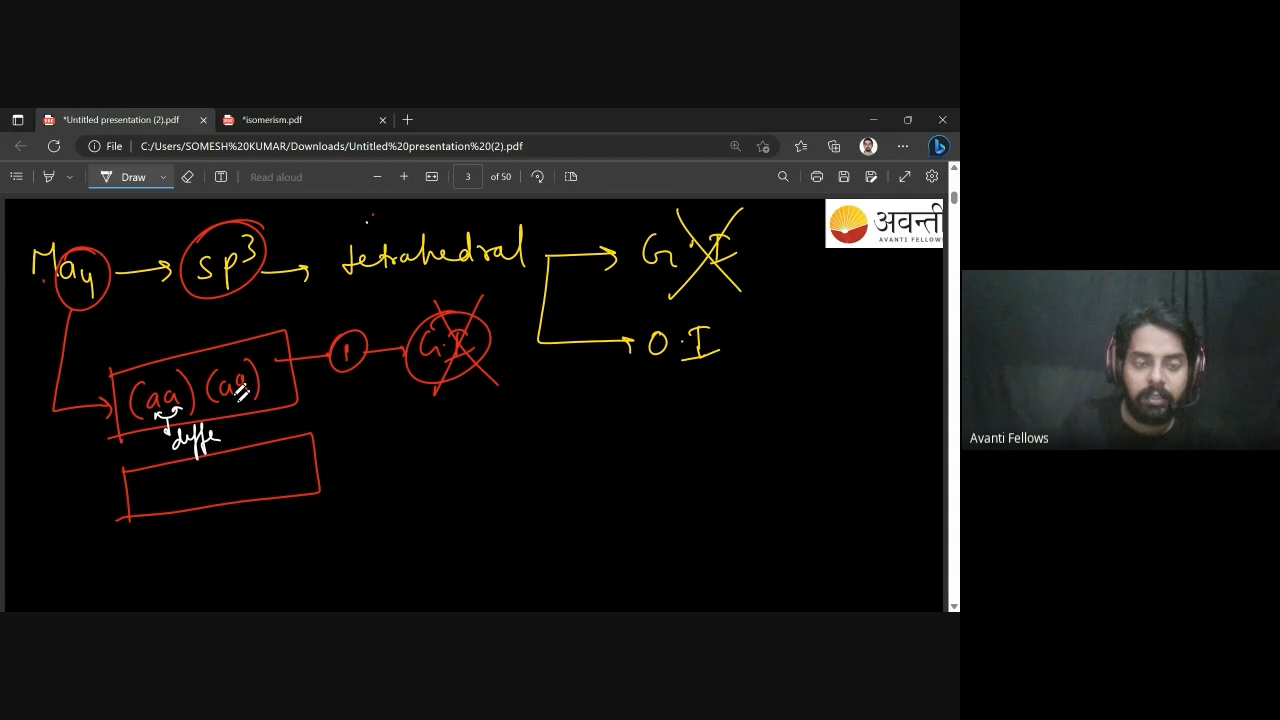 *Untitled presentation (2).pdf
*isomerism.pdf
File
C:/Users/SOMESH%20KUMAR/Downloads/Untitled%20presentation%20(2).pdf
Draw
Read aloud
3
of 50
अवन्ती
AVANTI FELLOWS
Ma4 → sp3 → tetrahedral → G.I
O.I
(aa) (aa) 1 G.I
diffe
Avanti Fellows